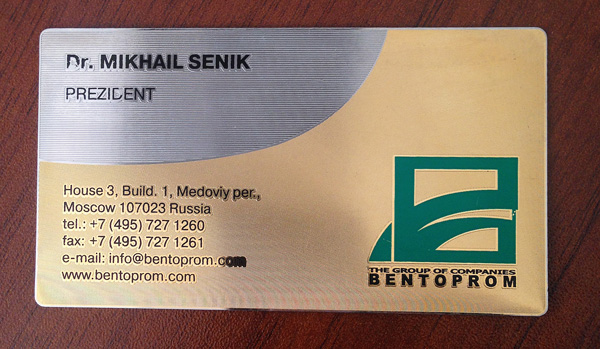 Dr. MIKHAIL SENIK
PREZIDENT
House 3, Build. 1, Medoviy per.,
Moscow 107023 Russia
tel.: +7 (495) 727 1260
fax: +7 (495) 727 1261
e-mail: info@bentoprom.com
www.bentoprom.com
THE GROUP OF COMPANIES
BENTOPROM